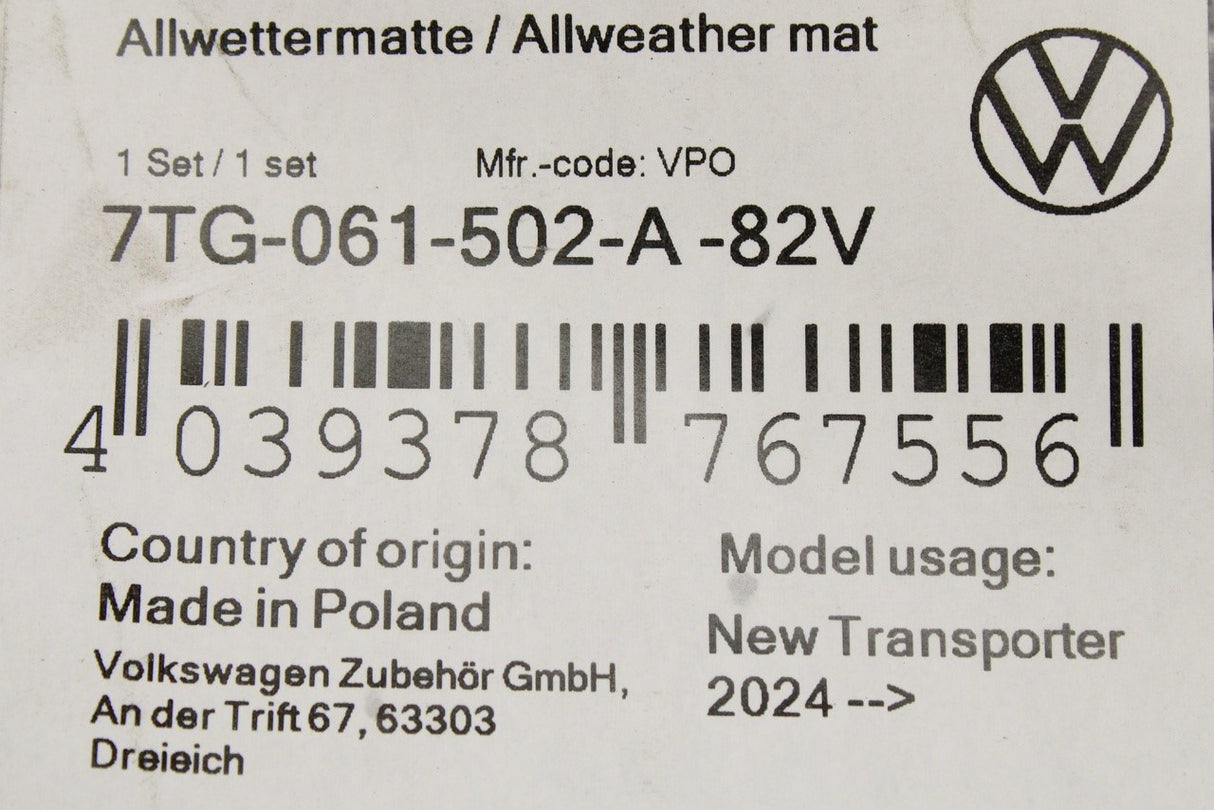 Allwettermatte / Allweather mat
1 Set / 1 set Mfr.-code: VPO
7TG-061-502-A -82V
4 039378 767556
Country of origin:
Made in Poland
Volkswagen Zubehör GmbH,
An der Trift 67, 63303
Dreieich
Model usage:
New Transporter
2024 -->